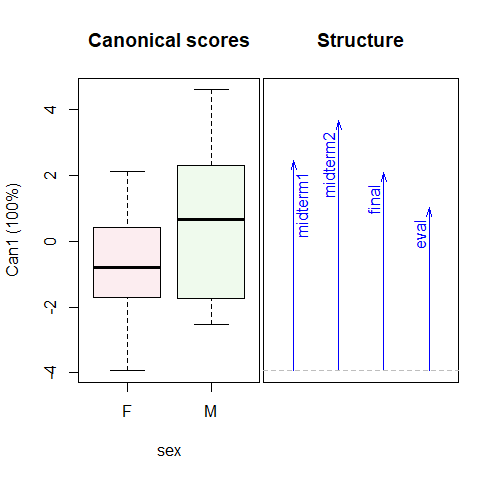 Canonical scores
Structure
Can1 (100%)
4
2
0
-2
-4
F
M
sex
midterm1
midterm2
final
eval